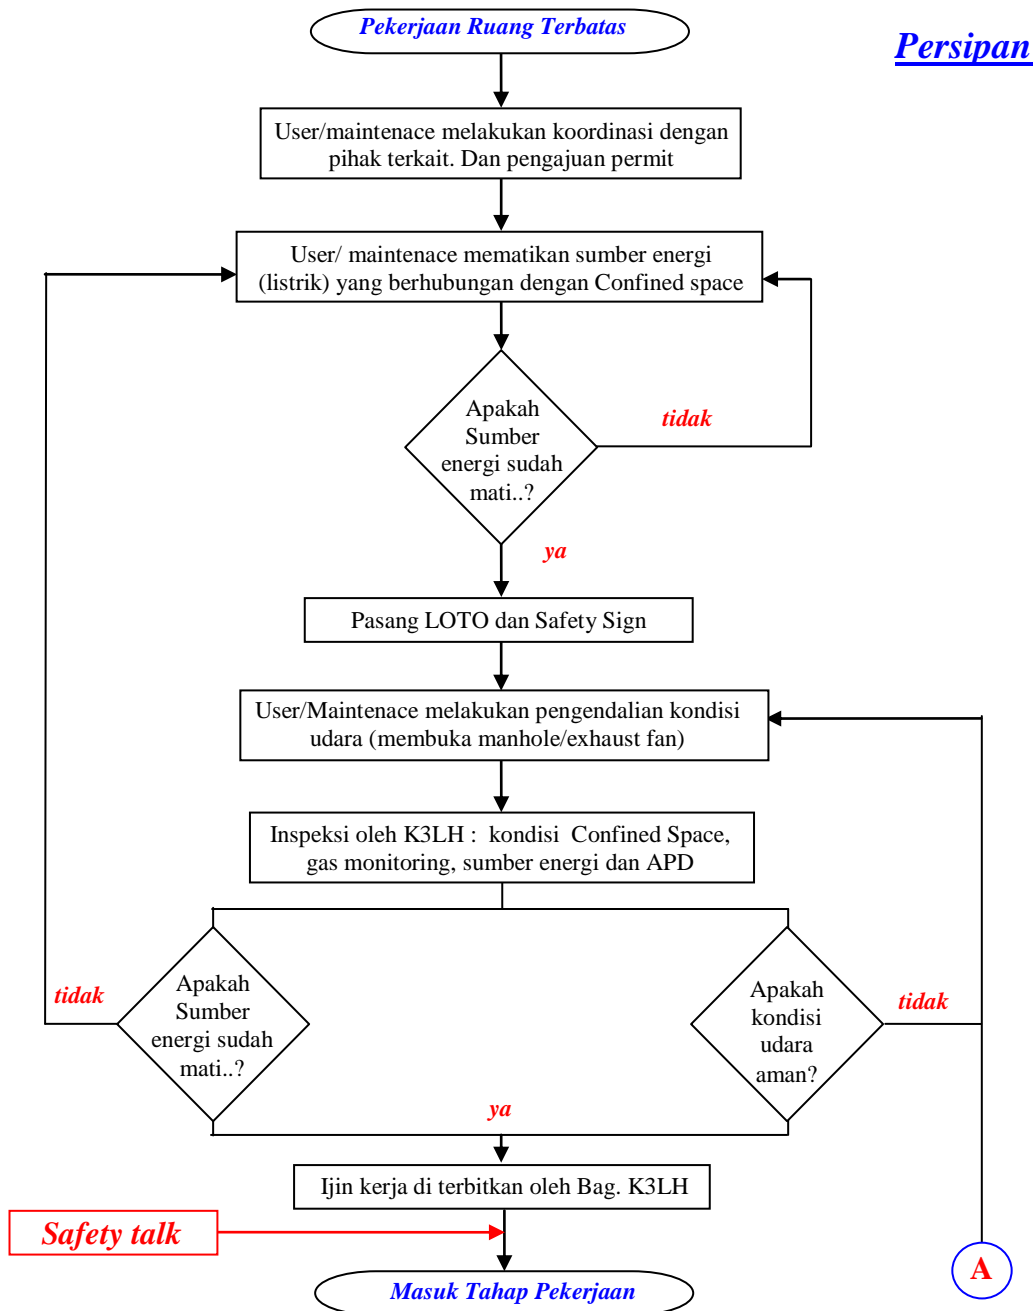 Pekerjaan Ruang Terbatas
Persipan
User/maintenace melakukan koordinasi dengan
pihak terkait. Dan pengajuan permit
User/ maintenace mematikan sumber energi
(listrik) yang berhubungan dengan Confined space
Apakah
Sumber
energi sudah
mati..?
tidak
ya
Pasang LOTO dan Safety Sign
User/Maintenace melakukan pengendalian kondisi
udara (membuka manhole/exhaust fan)
Inspeksi oleh K3LH : kondisi Confined Space,
gas monitoring, sumber energi dan APD
tidak
Apakah
Sumber
energi sudah
mati..?
Apakah
kondisi
udara
aman?
tidak
ya
Ijin kerja di terbitkan oleh Bag. K3LH
Safety talk
A
Masuk Tahap Pekerjaan